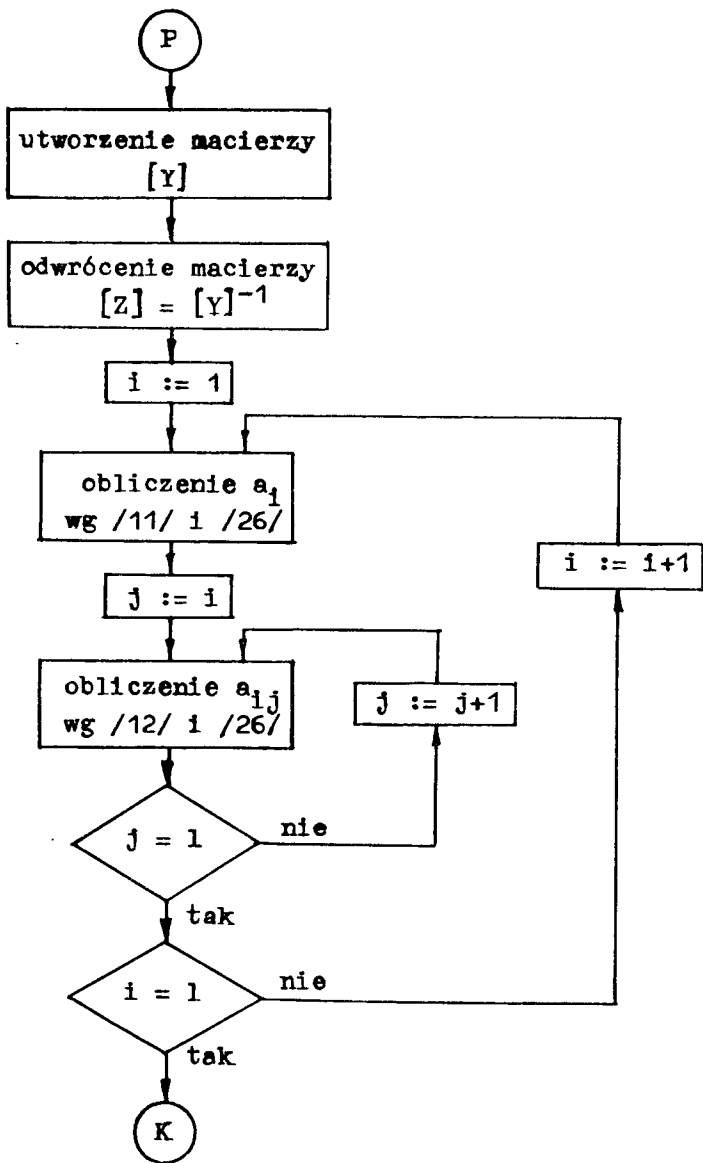 P
utworzenie macierzy
[Y]
odwrócenie macierzy
[Z] = [Y]⁻¹
i := 1
obliczenie aᵢ
wg /11/ i /26/
i := i+1
j := i
obliczenie aᵢⱼ
wg /12/ i /26/
j := j+1
j = l
nie
tak
i = l
nie
tak
K